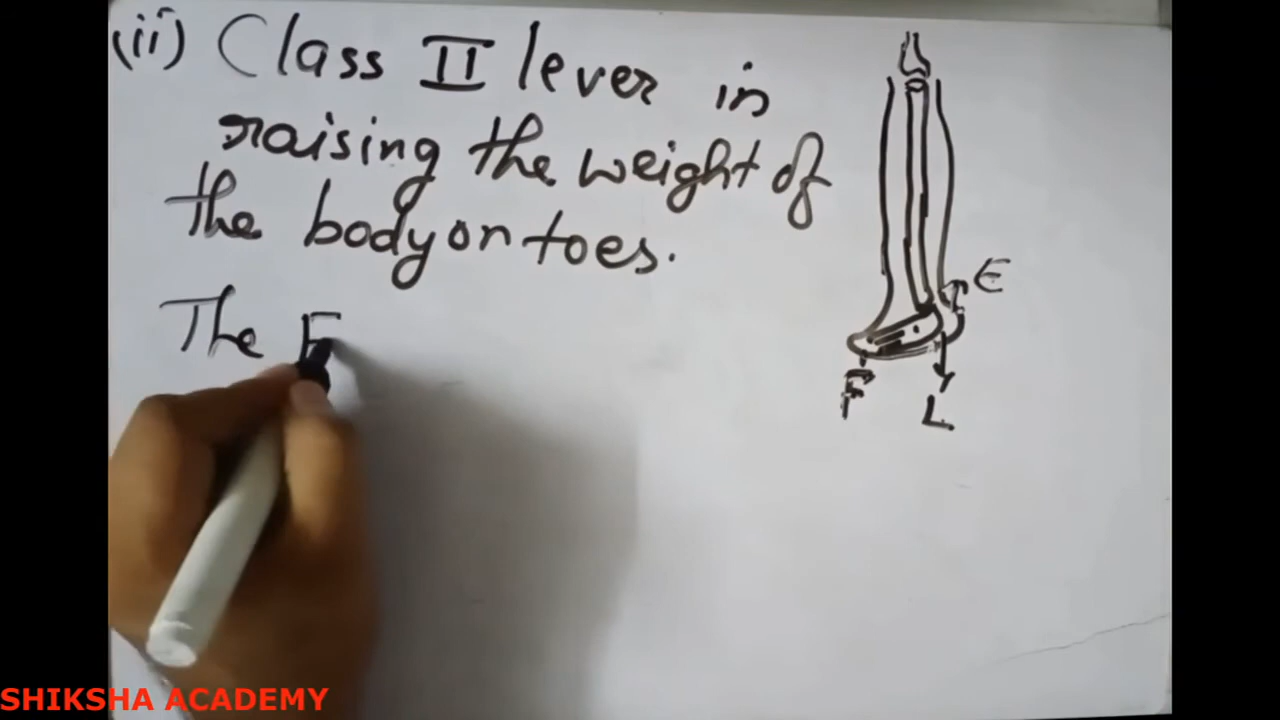 (ii) Class II lever in
raising the weight of
the body on toes.
The F
E
F
L
SHIKSHA ACADEMY